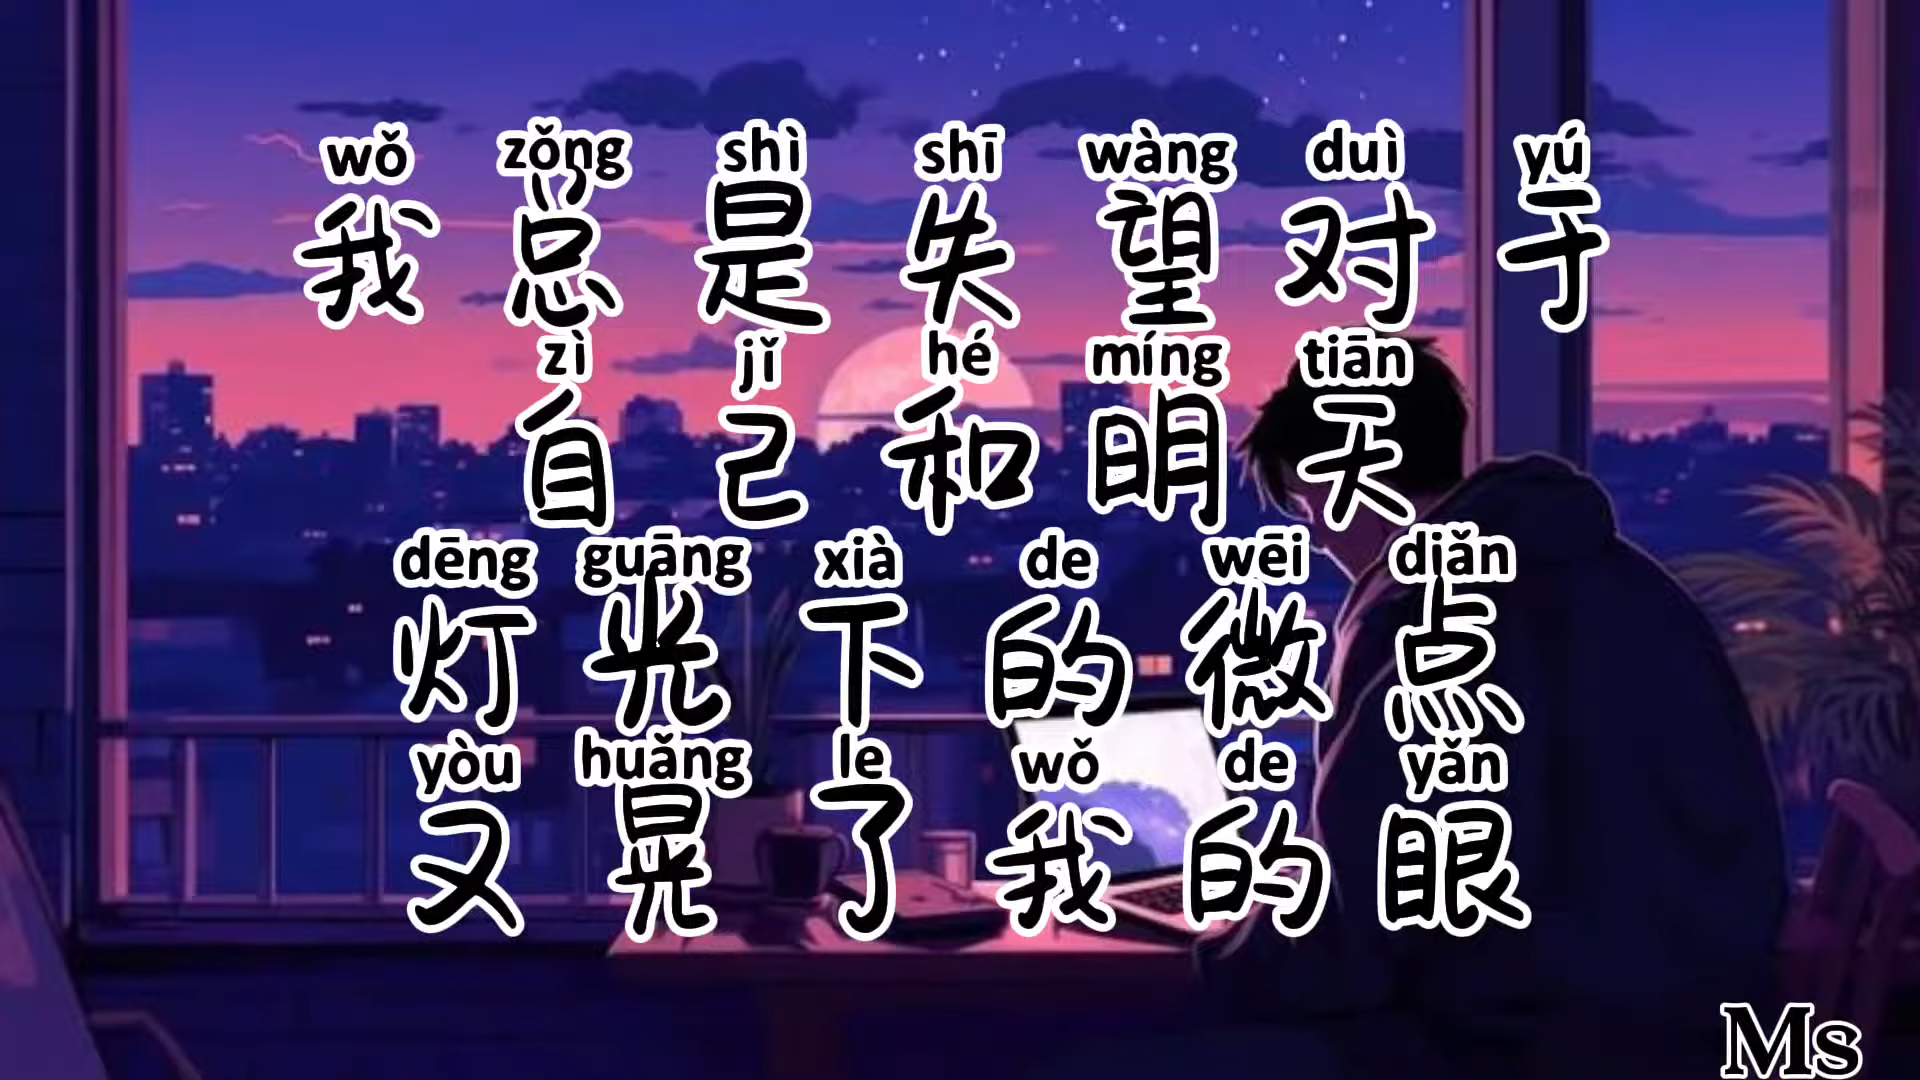 wǒ zǒng shì shī wàng duì yú
我总是失望对于
zì jǐ hé míng tiān
自己和明天
dēng guāng xià de wēi diǎn
灯光下的微点
yòu huǎng le wǒ de yǎn
又晃了我的眼
Ms